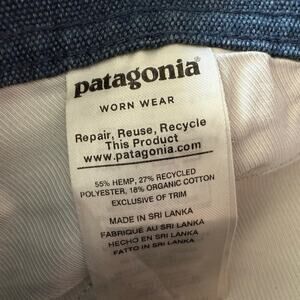 patagonia®
WORN WEAR
Repair, Reuse, Recycle
This Product
www.patagonia.com
55% HEMP, 27% RECYCLED
POLYESTER, 18% ORGANIC COTTON
EXCLUSIVE OF TRIM
MADE IN SRI LANKA
FABRIQUÉ AU SRI LANKA
HECHO EN SRI LANKA
FATTO IN SRI LANKA